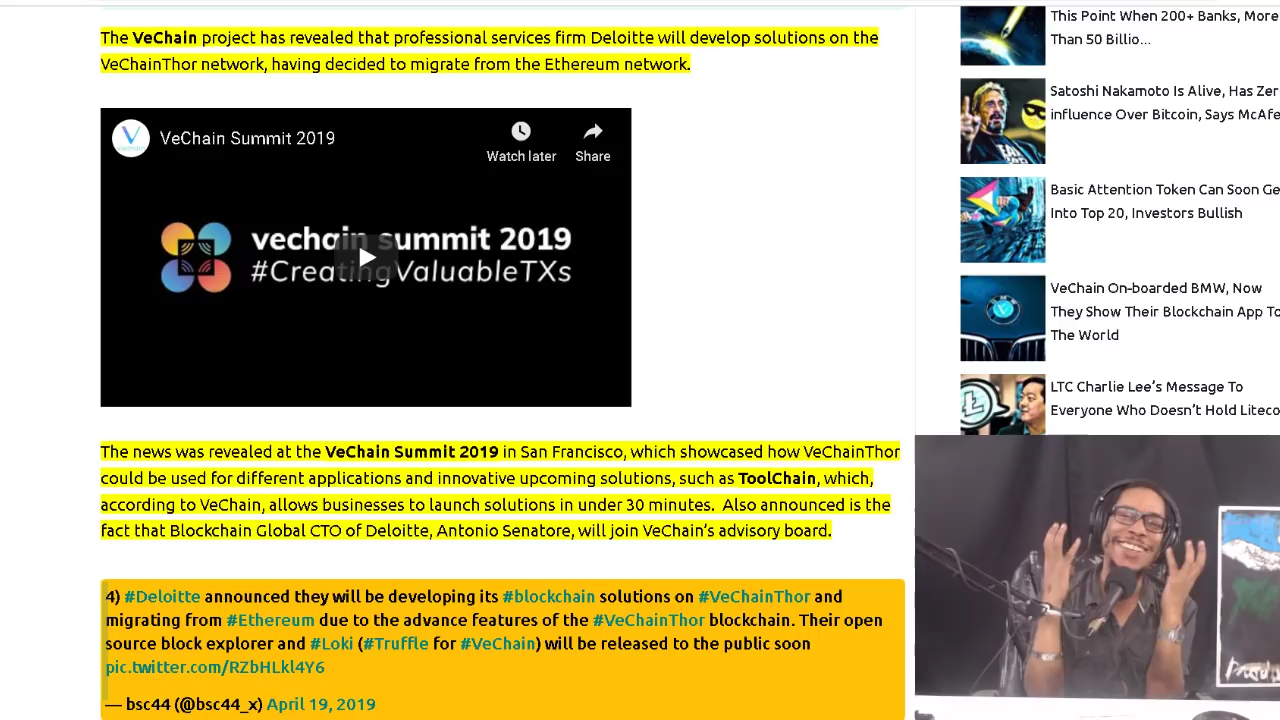 The VeChain project has revealed that professional services firm Deloitte will develop solutions on the
VeChainThor network, having decided to migrate from the Ethereum network.
VeChain Summit 2019
Watch later
Share
vechain summit 2019
#CreatingValuableTXs
The news was revealed at the VeChain Summit 2019 in San Francisco, which showcased how VeChainThor
could be used for different applications and innovative upcoming solutions, such as ToolChain, which,
according to VeChain, allows businesses to launch solutions in under 30 minutes.  Also announced is the
fact that Blockchain Global CTO of Deloitte, Antonio Senatore, will join VeChain's advisory board.
4) #Deloitte announced they will be developing its #blockchain solutions on #VeChainThor and
migrating from #Ethereum due to the advance features of the #VeChainThor blockchain. Their open
source block explorer and #Loki (#Truffle for #VeChain) will be released to the public soon
pic.twitter.com/RZbHLkl4Y6
— bsc44 (@bsc44_x) April 19, 2019
This Point When 200+ Banks, More
Than 50 Billio...
Satoshi Nakamoto Is Alive, Has Zer
influence Over Bitcoin, Says McAfe
Basic Attention Token Can Soon Ge
Into Top 20, Investors Bullish
VeChain On-boarded BMW, Now
They Show Their Blockchain App To
The World
LTC Charlie Lee's Message To
Everyone Who Doesn't Hold Liteco